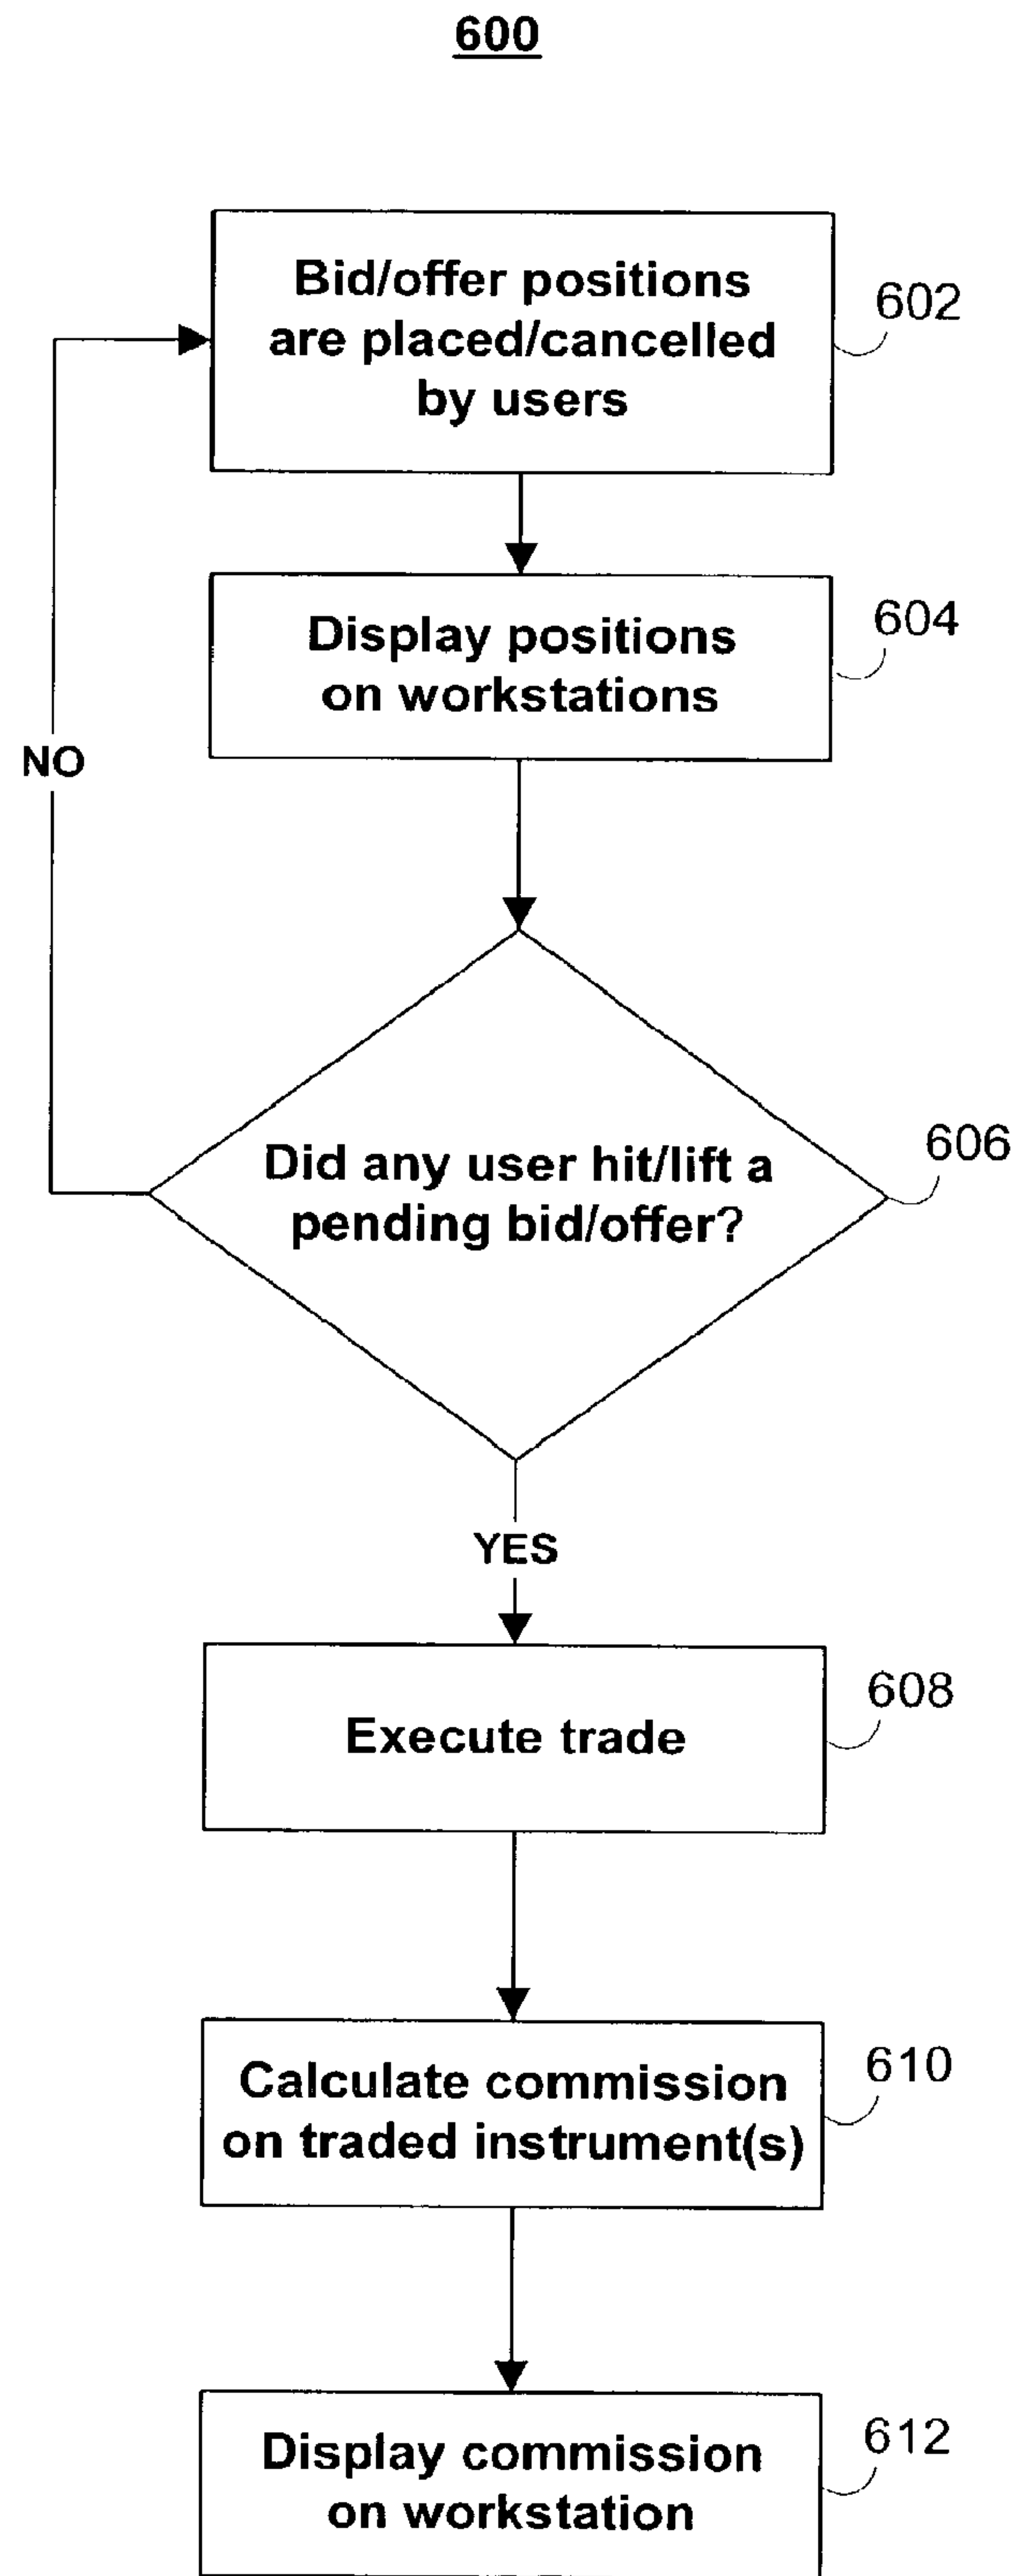 600
Bid/offer positions
are placed/cancelled
by users
602
Display positions
on workstations
604
NO
Did any user hit/lift a
pending bid/offer?
606
YES
Execute trade
608
Calculate commission
on traded instrument(s)
610
Display commission
on workstation
612